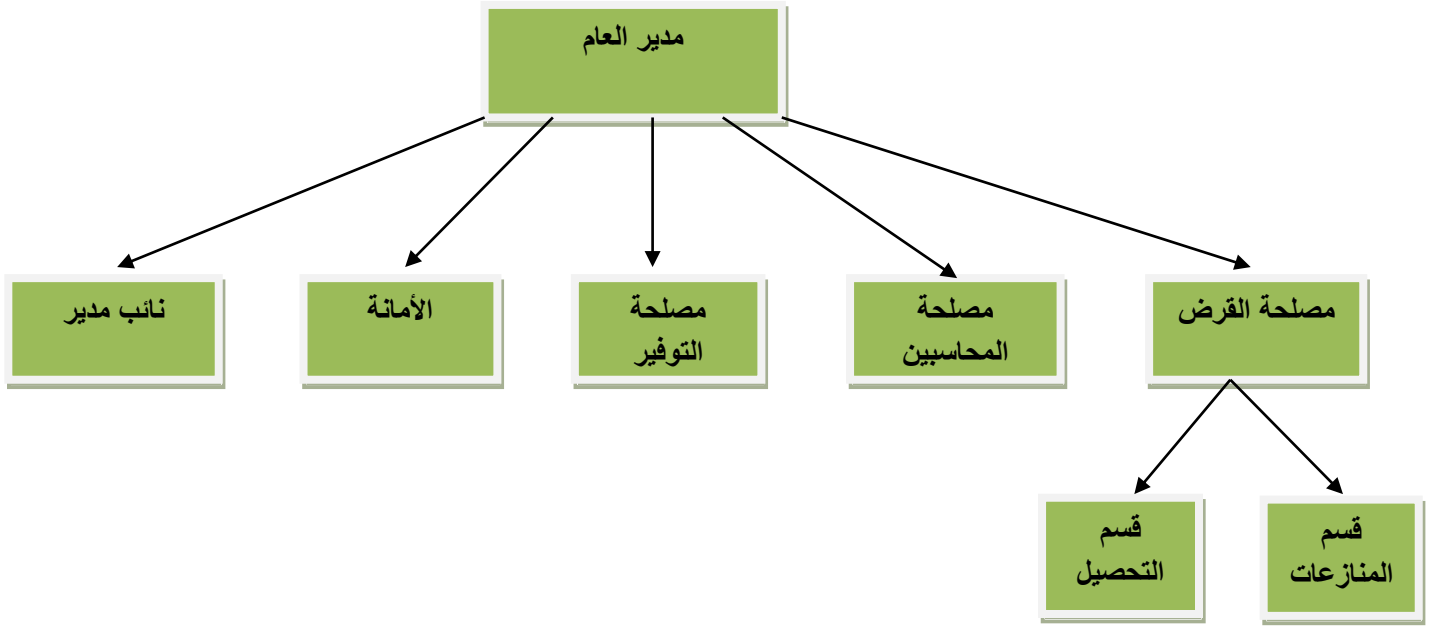 مدير العام
مصلحة القرض
مصلحة
المحاسبين
مصلحة
التوفير
الأمانة
نائب مدير
قسم
المنازعات
قسم
التحصيل